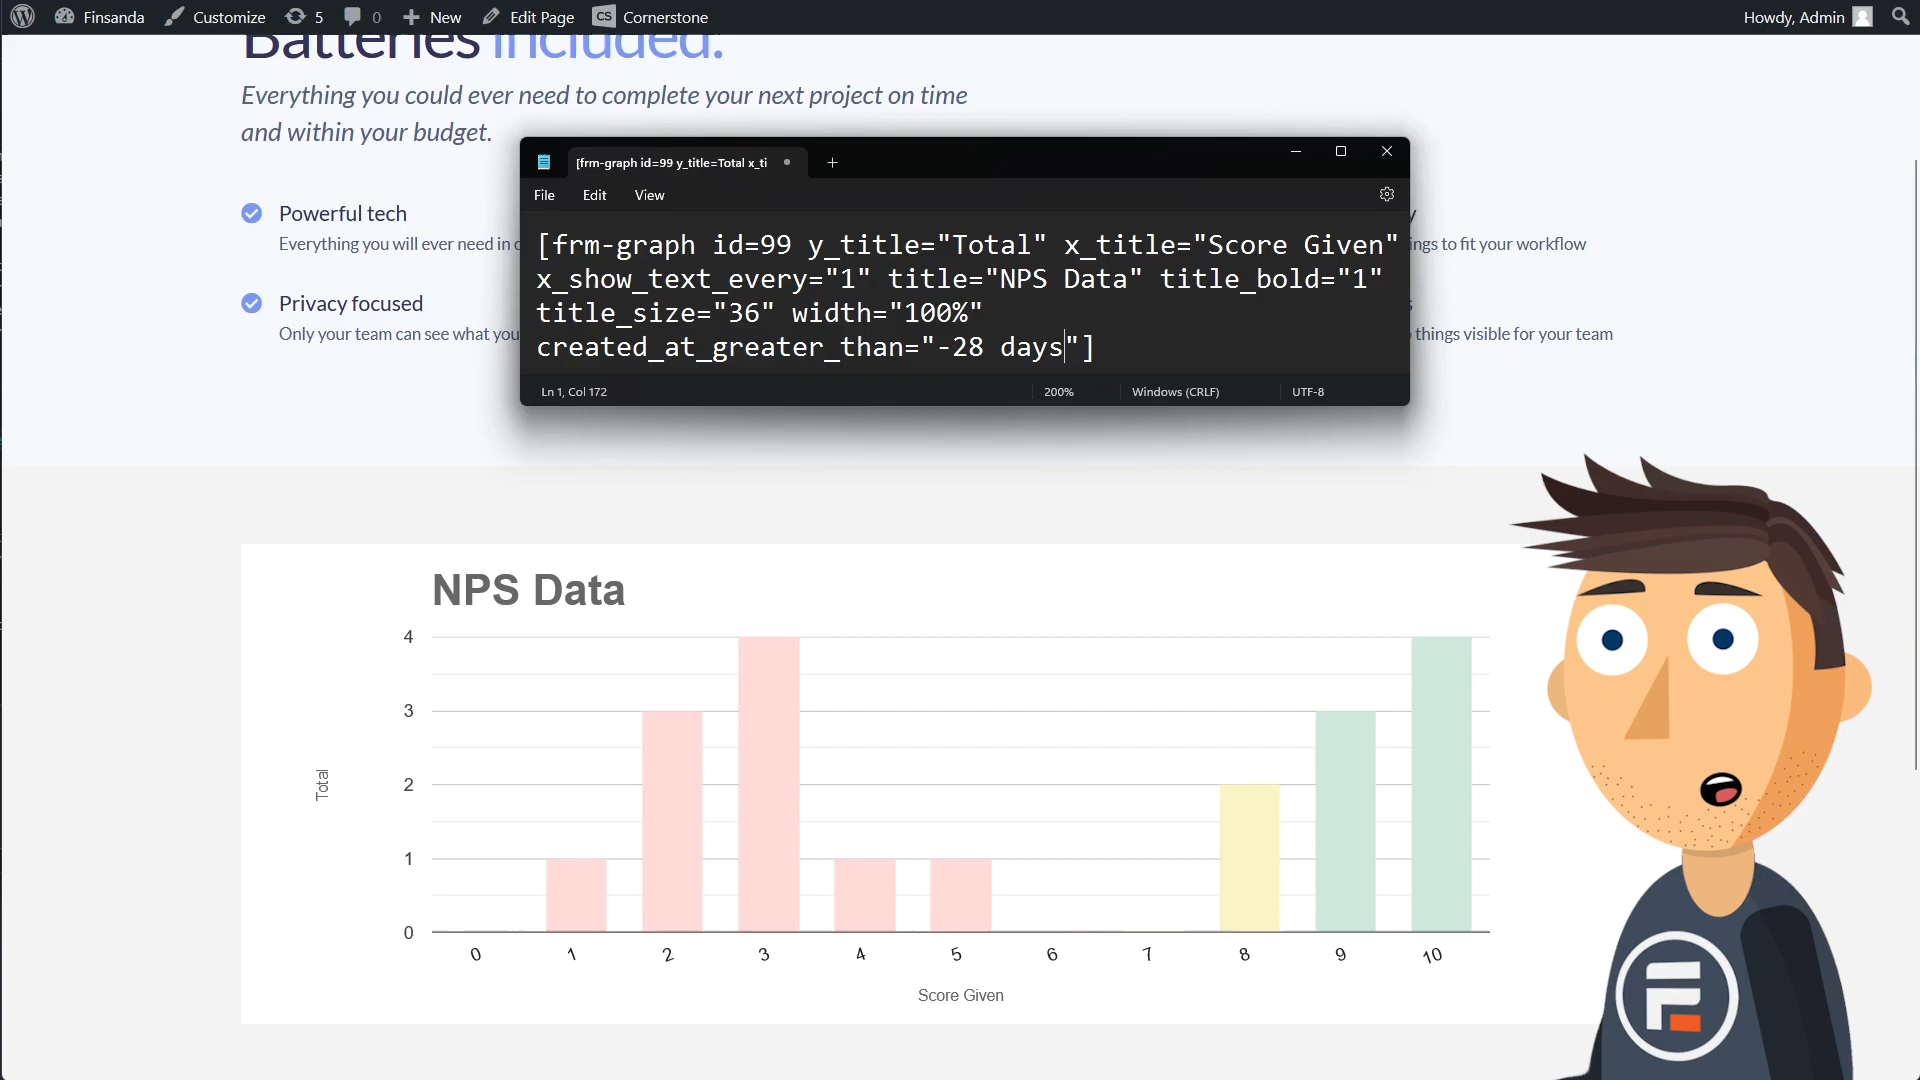 Finsanda Customize 5 0 New Edit Page CS Cornerstone Howdy, Admin
Batteries included.
Everything you could ever need to complete your next project on time
and within your budget.
Powerful tech
Everything you will ever need in
Privacy focused
Only your team can see what you
ings to fit your workflow
things visible for your team
[frm-graph id=99 y_title=Total x_ti
File Edit View
[frm-graph id=99 y_title="Total" x_title="Score Given"
x_show_text_every="1" title="NPS Data" title_bold="1"
title_size="36" width="100%"
created_at_greater_than="-28 days"]
Ln 1, Col 172 200% Windows (CRLF) UTF-8
NPS Data
4
3
2
1
0
Total
0 1 2 3 4 5 6 7 8 9 10
Score Given